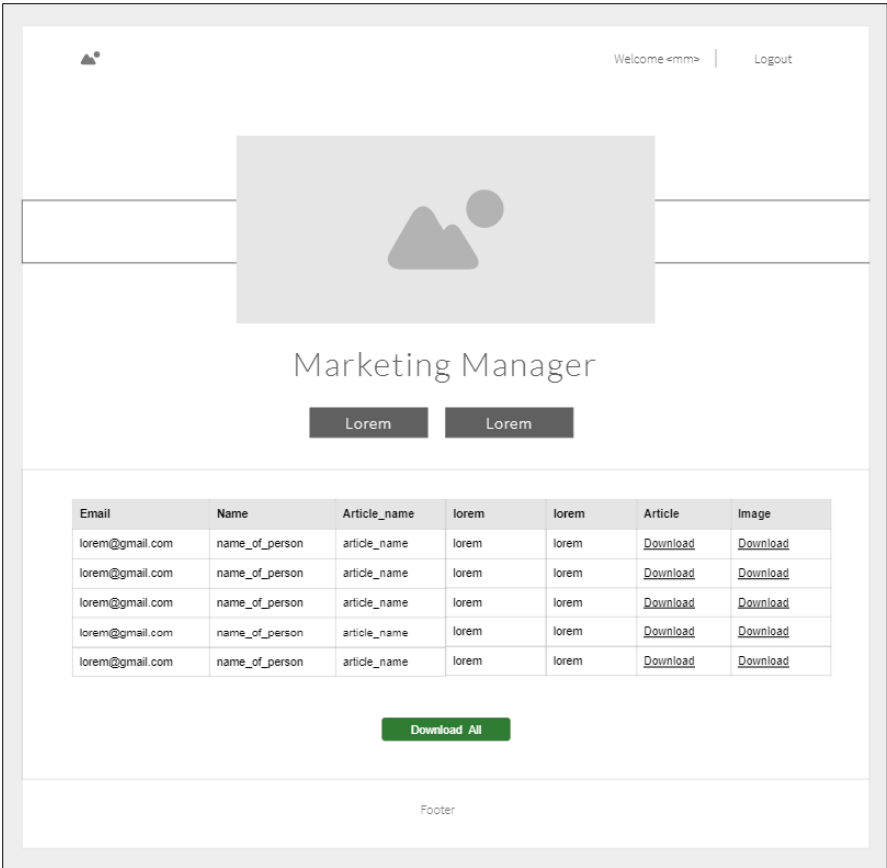 Welcome <mm> Logout
Marketing Manager
Lorem Lorem
Email Name Article_name lorem lorem Article Image
lorem@gmail.com name_of_person article_name lorem lorem Download Download
lorem@gmail.com name_of_person article_name lorem lorem Download Download
lorem@gmail.com name_of_person article_name lorem lorem Download Download
lorem@gmail.com name_of_person article_name lorem lorem Download Download
lorem@gmail.com name_of_person article_name lorem lorem Download Download
Download All
Footer